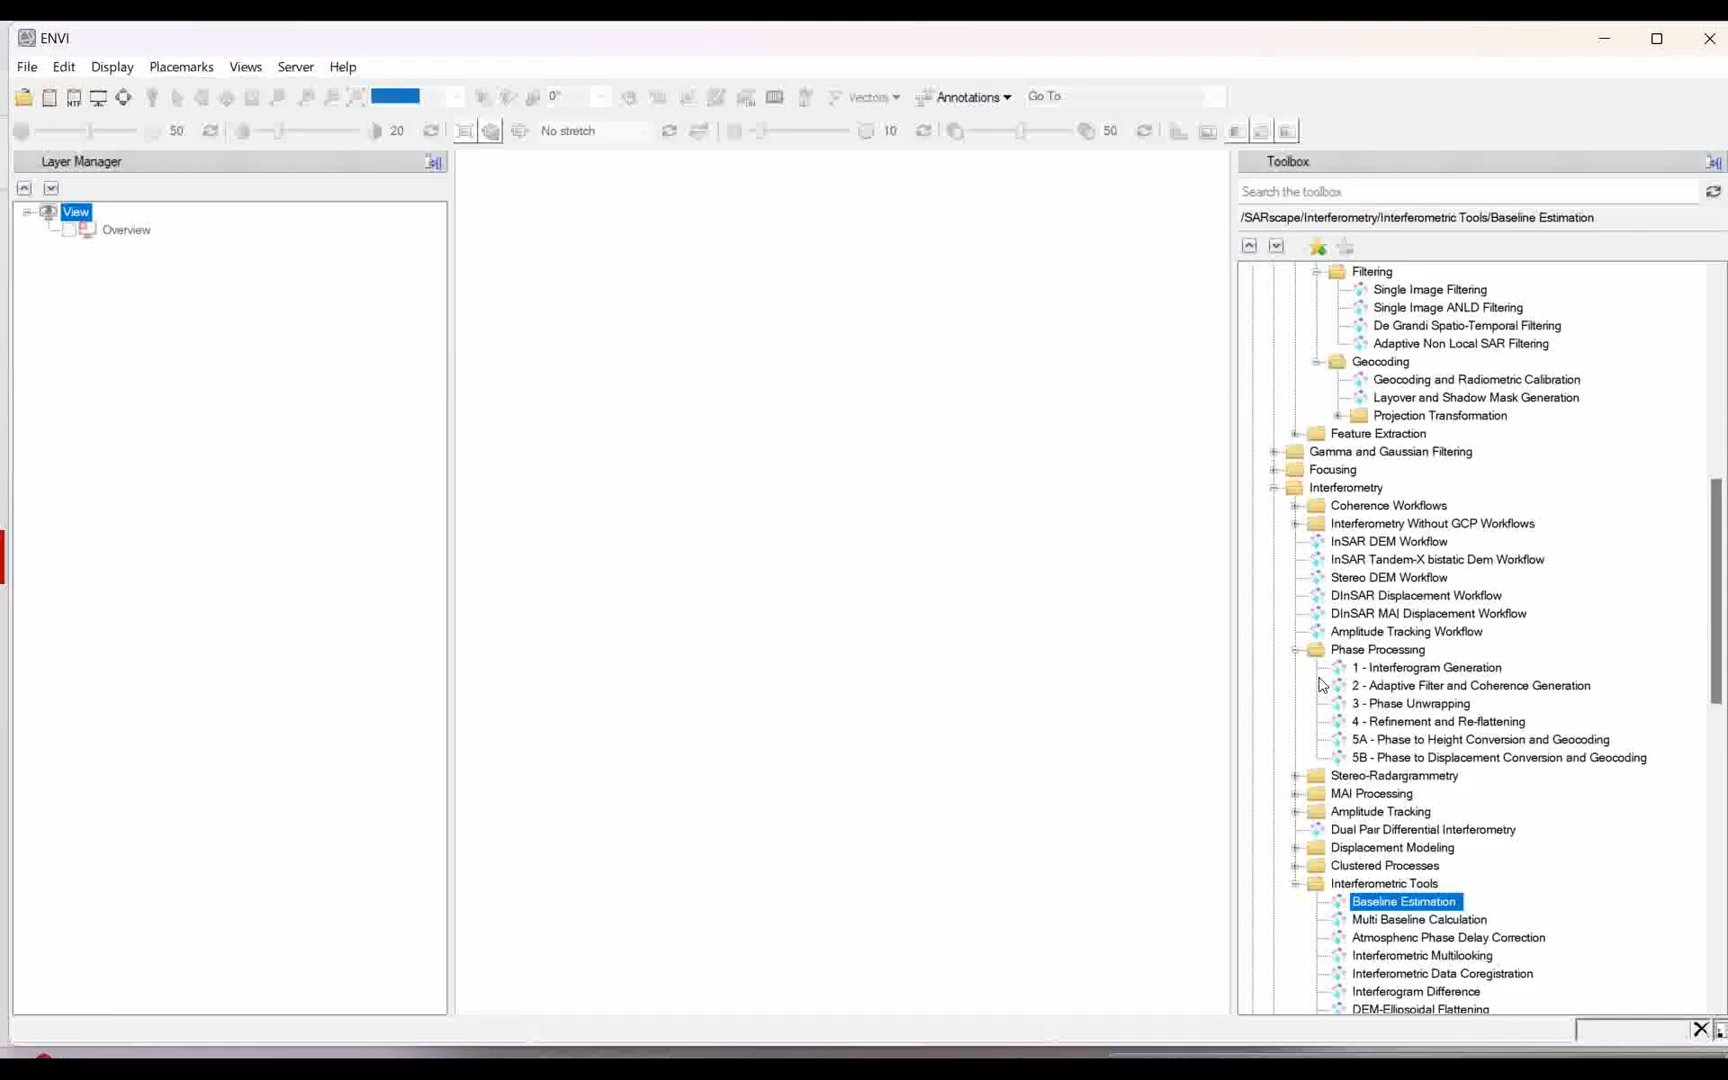 ENVI
File Edit Display Placemarks Views Server Help
0° Vectors Annotations Go To
50 20 No stretch 10 50
Layer Manager
View
Overview
Toolbox
Search the toolbox
/SARscape/Interferometry/Interferometric Tools/Baseline Estimation
Filtering
Single Image Filtering
Single Image ANLD Filtering
De Grandi Spatio-Temporal Filtering
Adaptive Non Local SAR Filtering
Geocoding
Geocoding and Radiometric Calibration
Layover and Shadow Mask Generation
Projection Transformation
Feature Extraction
Gamma and Gaussian Filtering
Focusing
Interferometry
Coherence Workflows
Interferometry Without GCP Workflows
InSAR DEM Workflow
InSAR Tandem-X bistatic Dem Workflow
Stereo DEM Workflow
DInSAR Displacement Workflow
DInSAR MAI Displacement Workflow
Amplitude Tracking Workflow
Phase Processing
1 - Interferogram Generation
2 - Adaptive Filter and Coherence Generation
3 - Phase Unwrapping
4 - Refinement and Re-flattening
5A - Phase to Height Conversion and Geocoding
5B - Phase to Displacement Conversion and Geocoding
Stereo-Radargrammetry
MAI Processing
Amplitude Tracking
Dual Pair Differential Interferometry
Displacement Modeling
Clustered Processes
Interferometric Tools
Baseline Estimation
Multi Baseline Calculation
Atmospheric Phase Delay Correction
Interferometric Multilooking
Interferometric Data Coregistration
Interferogram Difference
DEM-Ellipsoidal Flattening